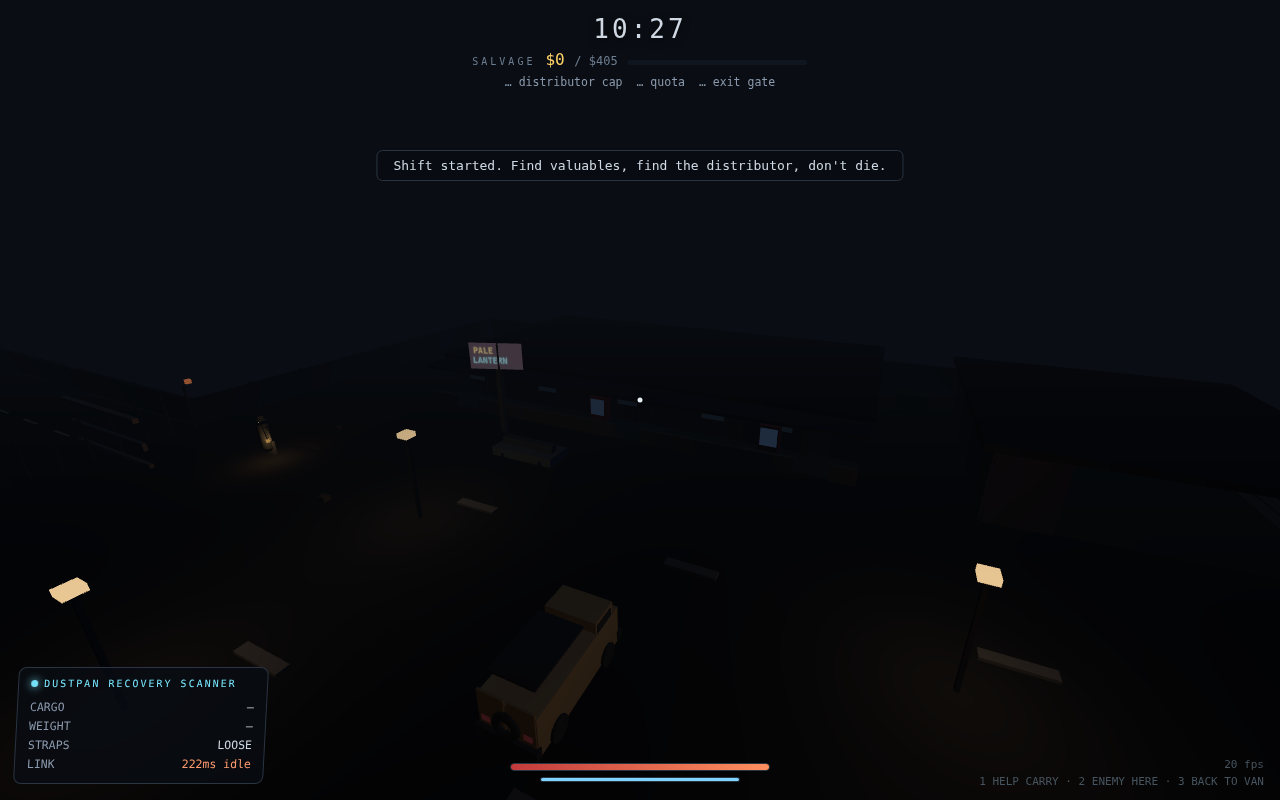 10:27
SALVAGE $0 / $405
… distributor cap … quota … exit gate
Shift started. Find valuables, find the distributor, don't die.
PALE
LANTERN
DUSTPAN RECOVERY SCANNER
CARGO —
WEIGHT —
STRAPS LOOSE
LINK 222ms idle
20 fps
1 HELP CARRY · 2 ENEMY HERE · 3 BACK TO VAN